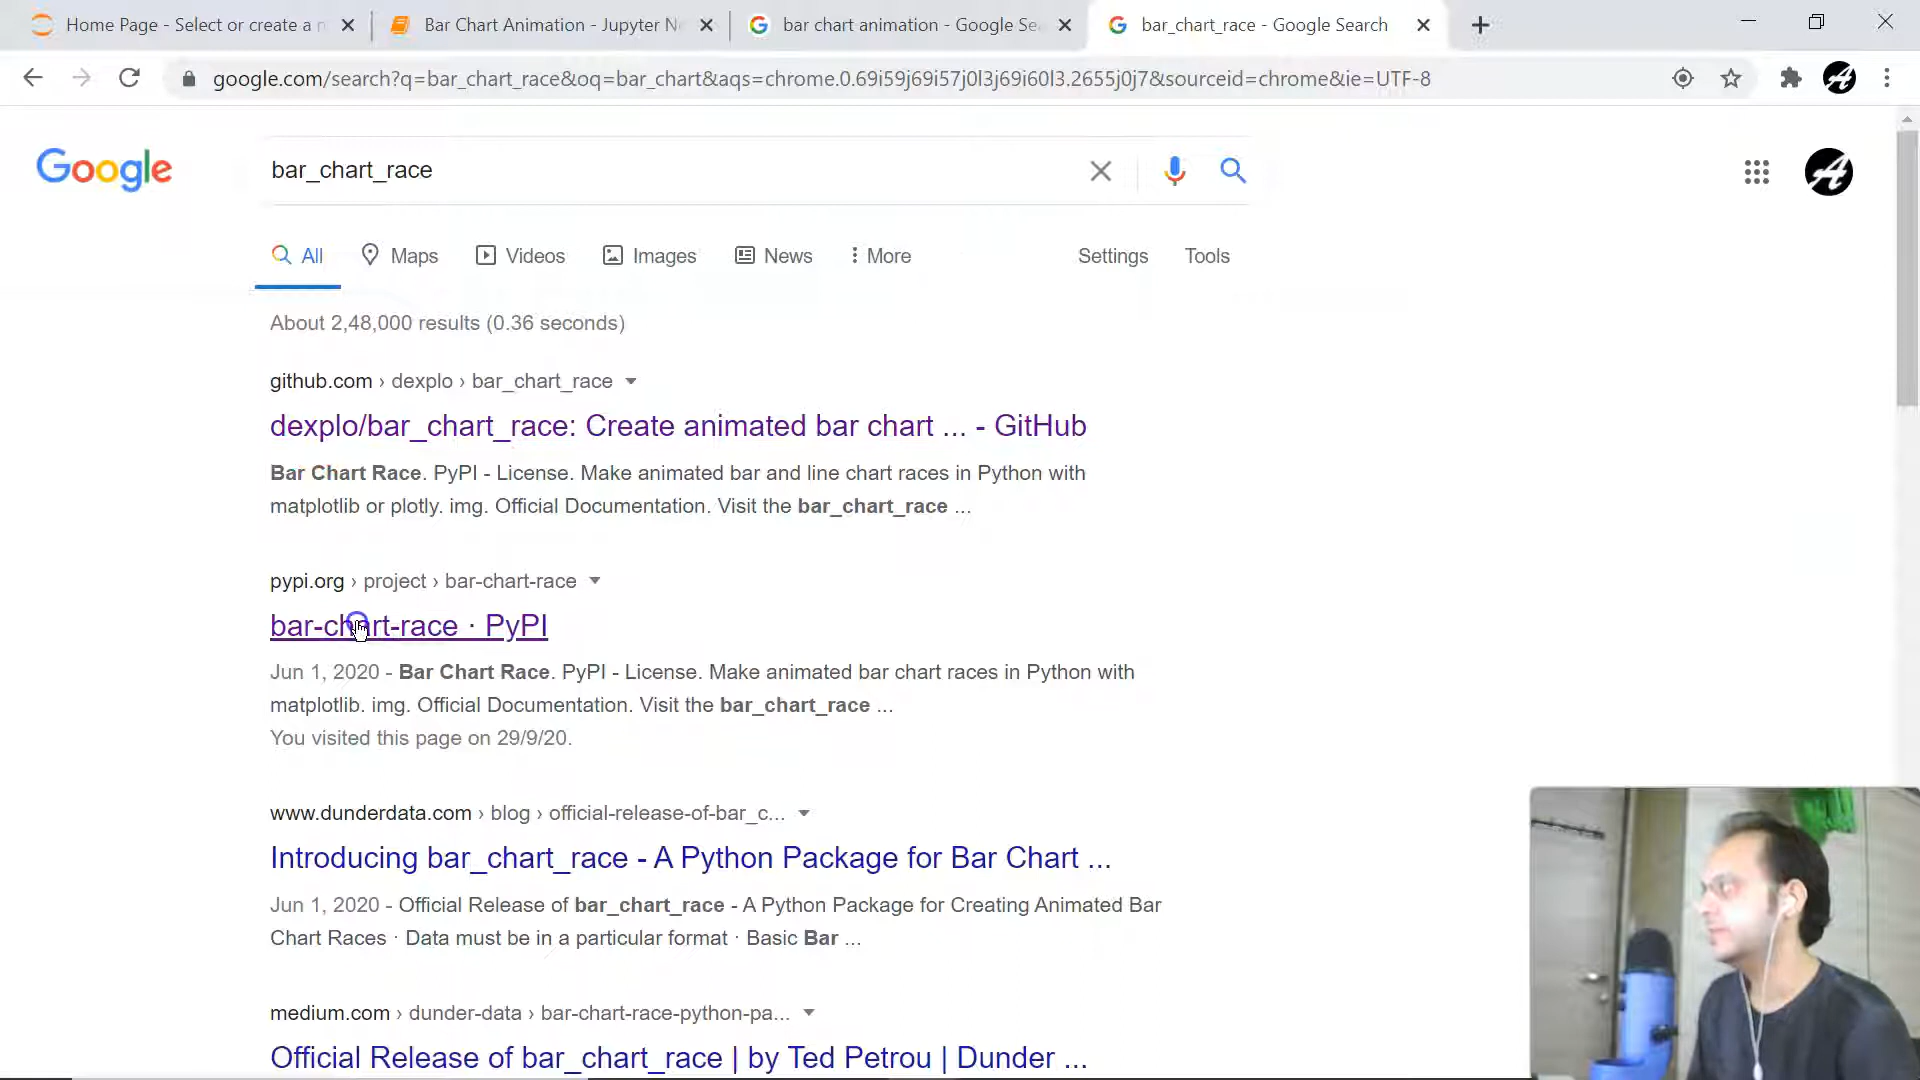 Home Page - Select or create a n
Bar Chart Animation - Jupyter No
bar chart animation - Google Sea
bar_chart_race - Google Search
google.com/search?q=bar_chart_race&oq=bar_chart&aqs=chrome.0.69i59j69i57j0l3j69i60l3.2655j0j7&sourceid=chrome&ie=UTF-8
Google
bar_chart_race
All
Maps
Videos
Images
News
More
Settings
Tools
About 2,48,000 results (0.36 seconds)
github.com › dexplo › bar_chart_race
dexplo/bar_chart_race: Create animated bar chart ... - GitHub
Bar Chart Race. PyPI - License. Make animated bar and line chart races in Python with
matplotlib or plotly. img. Official Documentation. Visit the bar_chart_race ...
pypi.org › project › bar-chart-race
bar-chart-race · PyPI
Jun 1, 2020 - Bar Chart Race. PyPI - License. Make animated bar chart races in Python with
matplotlib. img. Official Documentation. Visit the bar_chart_race ...
You visited this page on 29/9/20.
www.dunderdata.com › blog › official-release-of-bar_c...
Introducing bar_chart_race - A Python Package for Bar Chart ...
Jun 1, 2020 - Official Release of bar_chart_race - A Python Package for Creating Animated Bar
Chart Races · Data must be in a particular format · Basic Bar ...
medium.com › dunder-data › bar-chart-race-python-pa...
Official Release of bar_chart_race | by Ted Petrou | Dunder ...